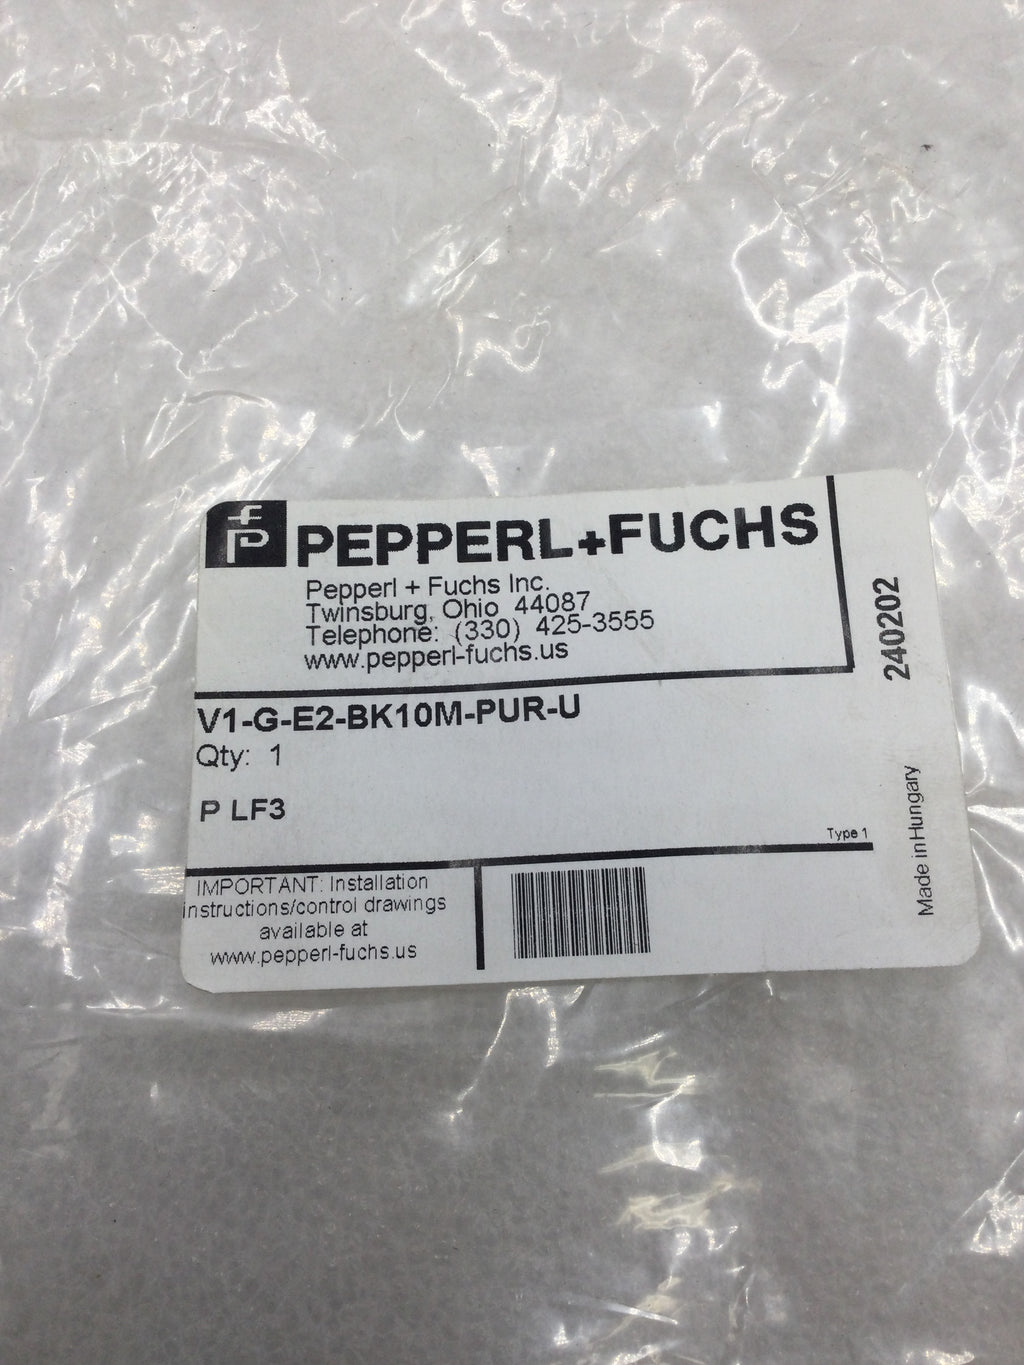 fp PEPPERL+FUCHS
Pepperl + Fuchs Inc.
Twinsburg, Ohio 44087
Telephone: (330) 425-3555
www.pepperl-fuchs.us
240202
V1-G-E2-BK10M-PUR-U
Qty: 1
P LF3
Type 1
Made in Hungary
IMPORTANT: Installation
instructions/control drawings
available at
www.pepperl-fuchs.us